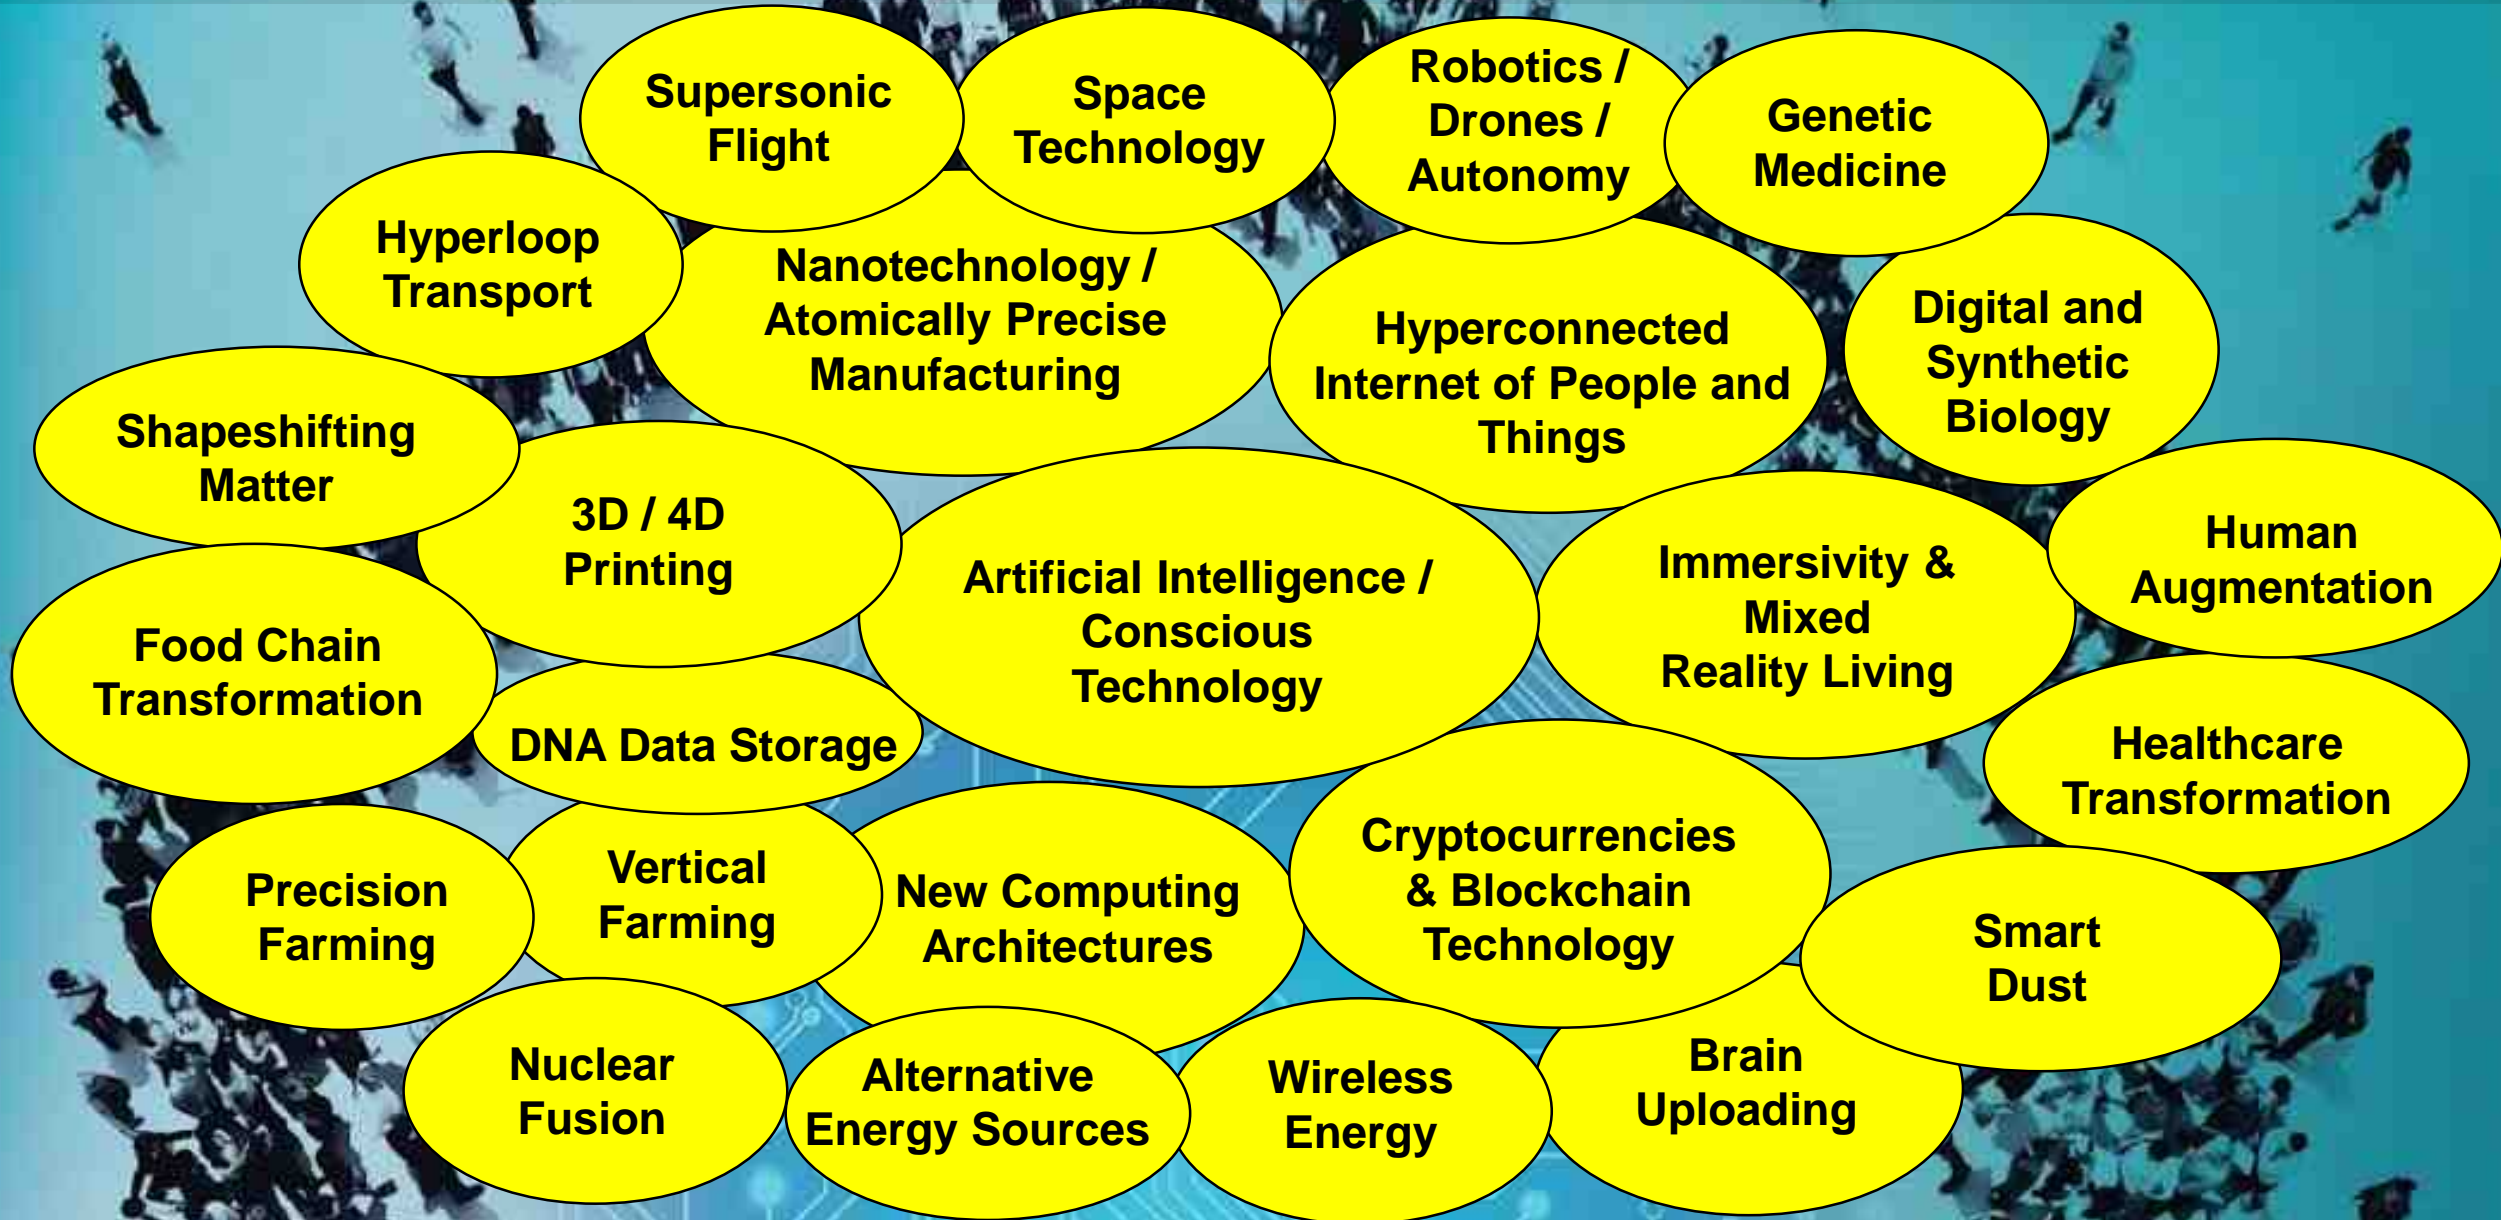 Supersonic
Flight
Space
Technology
Robotics /
Drones /
Autonomy
Genetic
Medicine
Hyperloop
Transport
Nanotechnology /
Atomically Precise
Manufacturing
Hyperconnected
Internet of People and
Things
Digital and
Synthetic
Biology
Shapeshifting
Matter
3D / 4D
Printing
Artificial Intelligence /
Conscious
Technology
Immersivity &
Mixed
Reality Living
Human
Augmentation
Food Chain
Transformation
DNA Data Storage
Healthcare
Transformation
Precision
Farming
Vertical
Farming
New Computing
Architectures
Cryptocurrencies
& Blockchain
Technology
Smart
Dust
Nuclear
Fusion
Alternative
Energy Sources
Wireless
Energy
Brain
Uploading